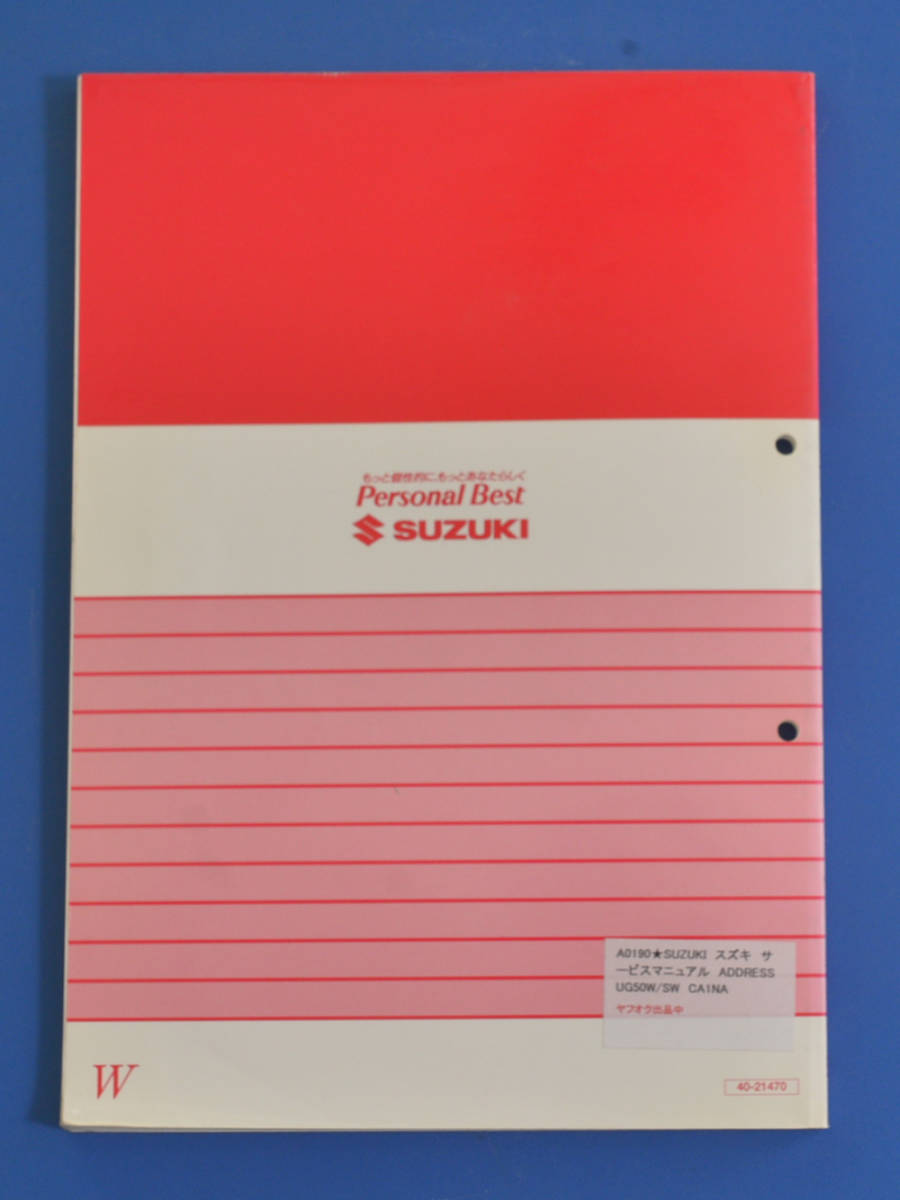 もっと個性的に、もっとあなたらしく
Personal Best
SUZUKI
A0190★SUZUKI スズキ サ
ービスマニュアル ADDRESS
UG50W/SW CA1NA
ヤフオク出品中
W
40-21470